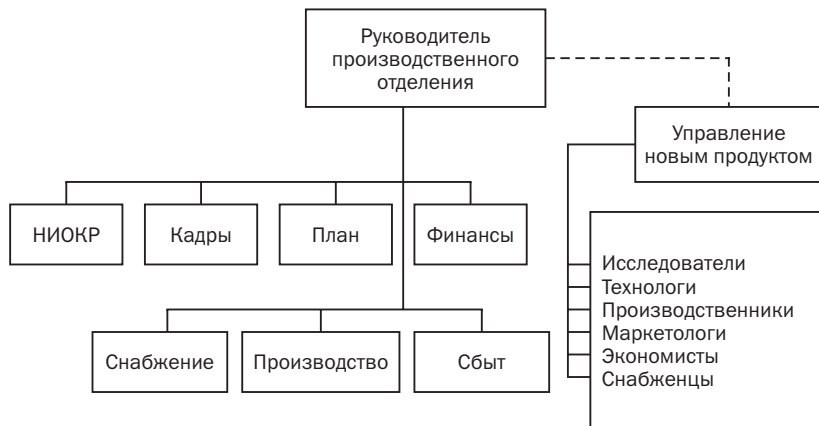 Руководитель
производственного
отделения
Управление
новым продуктом
НИОКР
Кадры
План
Финансы
Исследователи
Технологи
Производственники
Маркетологи
Экономисты
Снабженцы
Снабжение
Производство
Сбыт